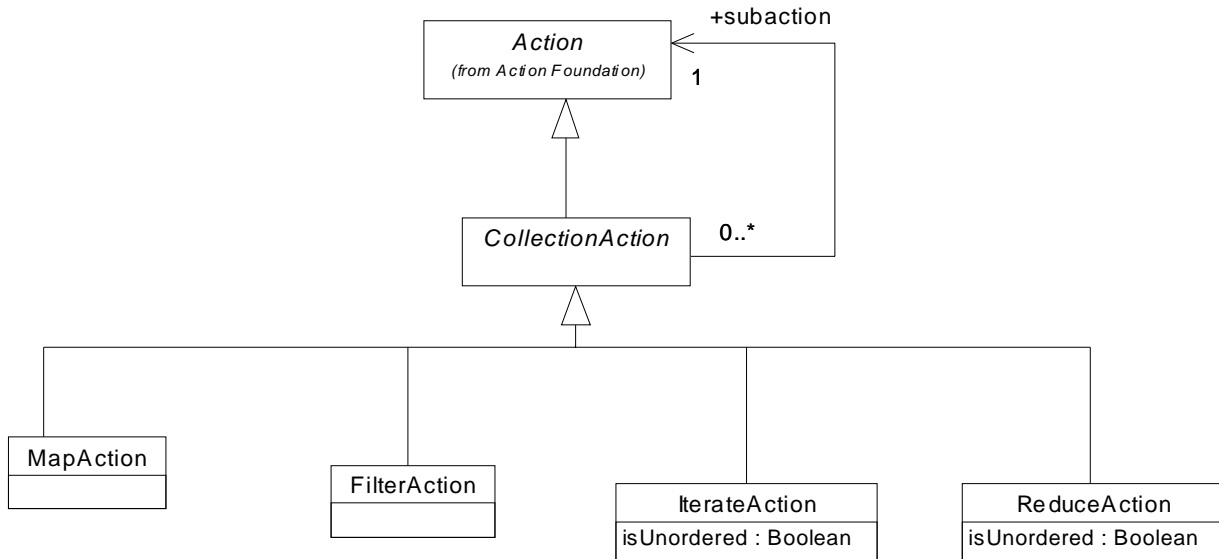 +subaction
Action
(from Action Foundation)
1
CollectionAction
0..*
MapAction
FilterAction
IterateAction
isUnordered : Boolean
ReduceAction
isUnordered : Boolean